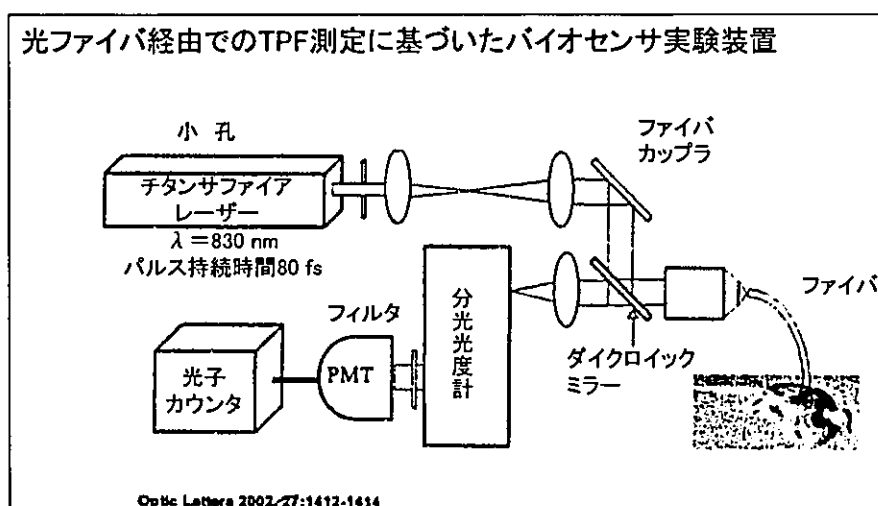 光ファイバ経由でのTPF測定に基づいたバイオセンサ実験装置
小 孔
ファイバ
カップラ
チタンサファイア
レーザー
λ=830 nm
パルス持続時間80 fs
フィルタ
分光光度計
ファイバ
PMT
ダイクロイック
ミラー
光子
カウンタ
Optic Letters 2002;27:1412-1414